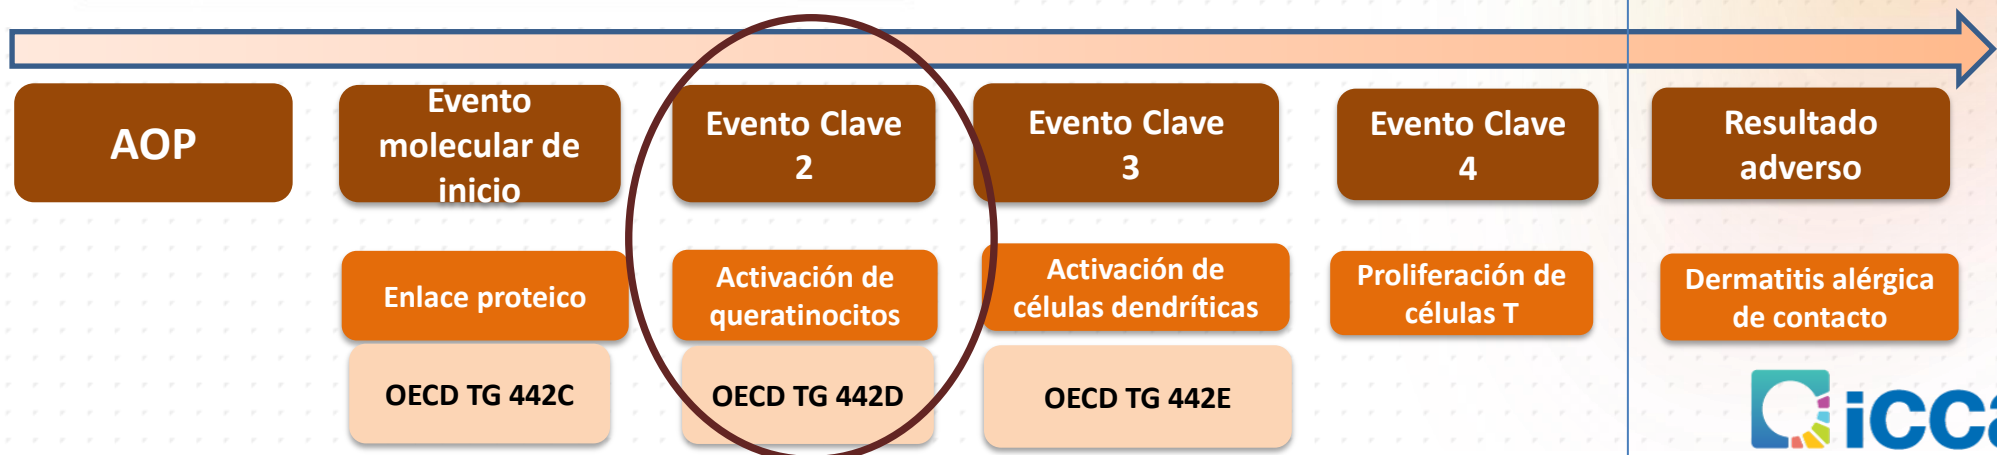 AOP
Evento
molecular de
inicio
Evento Clave
2
Evento Clave
3
Evento Clave
4
Resultado
adverso
Enlace proteico
Activación de
queratinocitos
Activación de
células dendríticas
Proliferación de
células T
Dermatitis alérgica
de contacto
OECD TG 442C
OECD TG 442D
OECD TG 442E
icca